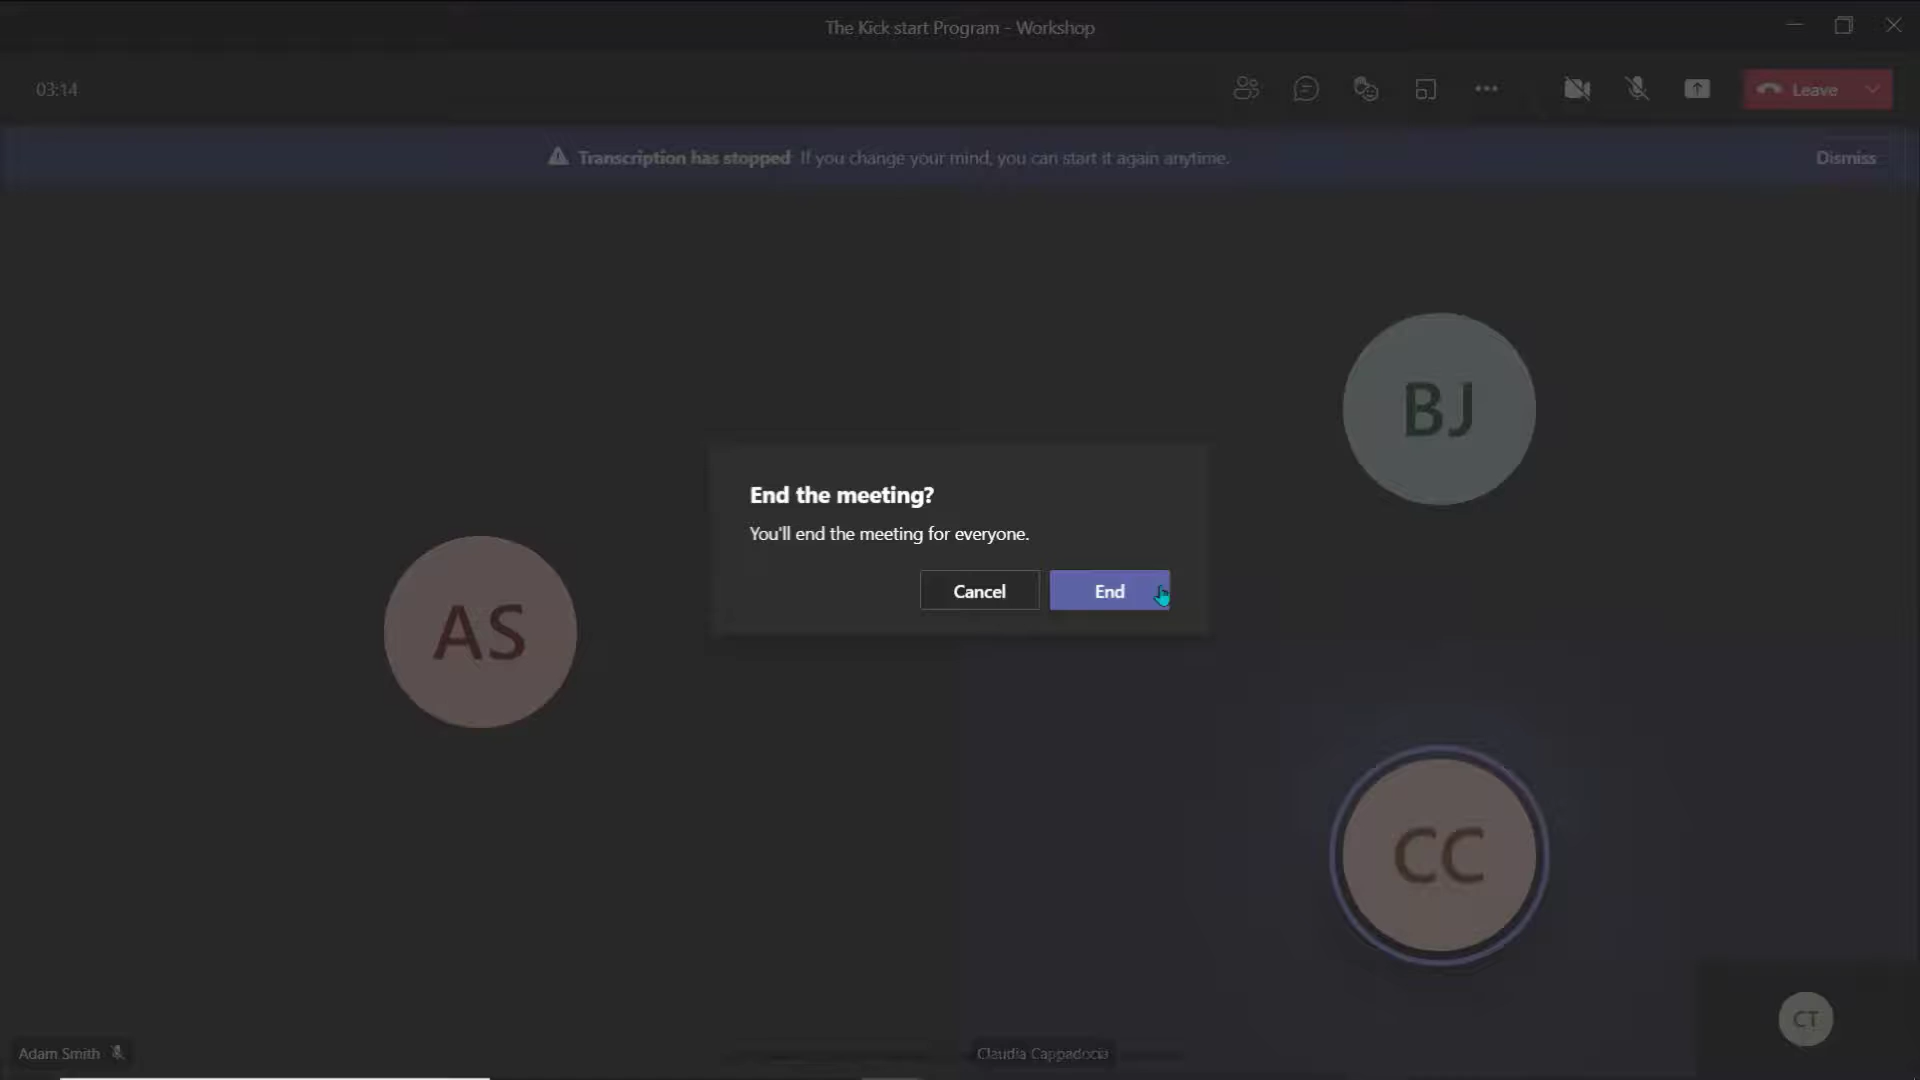 The Kick start Program - Workshop
03:14
Leave
Transcription has stopped If you change your mind, you can start it again anytime.
Dismiss
BJ
End the meeting?
You'll end the meeting for everyone.
Cancel
End
AS
CC
CT
Adam Smith
Claudia Cappadocia